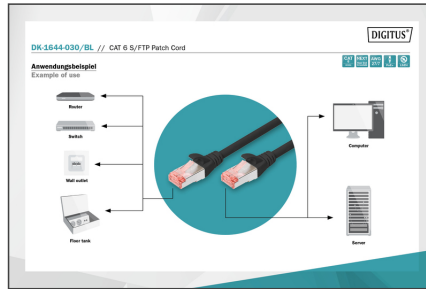 DIGITUS®
DK-1644-030/BL // CAT 6 S/FTP Patch Cord
Anwendungsbeispiel
Example of use
Router
Switch
Wall outlet
Floor tank
Computer
Server